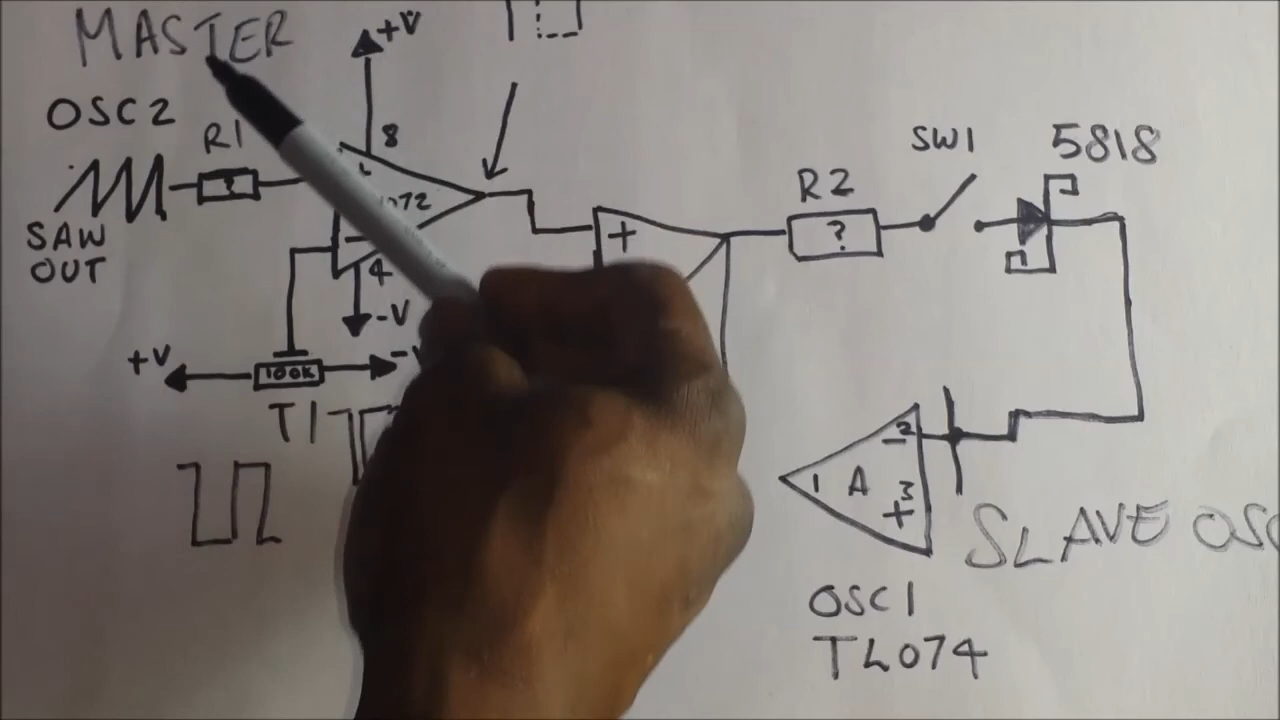 MASTER
+V
OSC2
R1
8
5818
SW1
R2
?
072
+
?
SAW
OUT
4
-V
+V
-V
100K
T1
2
-
1
A
3
+
SLAVE OSC
OSC1
TL074